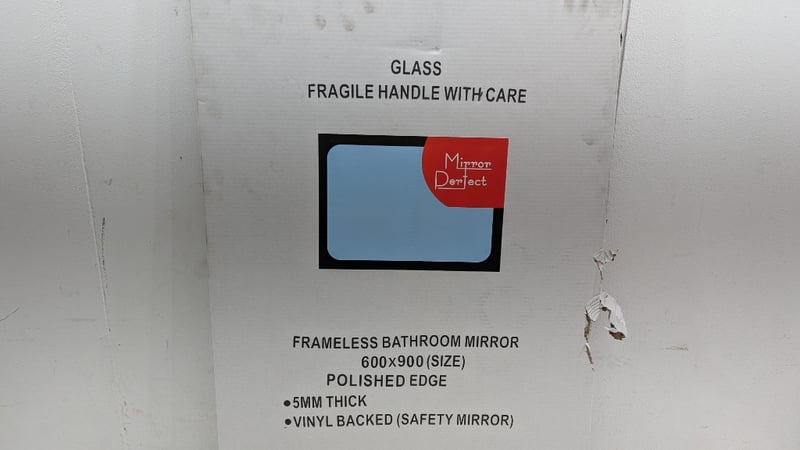 GLASS
FRAGILE HANDLE WITH CARE
Mirror
Perfect
FRAMELESS BATHROOM MIRROR
600x900 (SIZE)
POLISHED EDGE
•5MM THICK
•VINYL BACKED (SAFETY MIRROR)